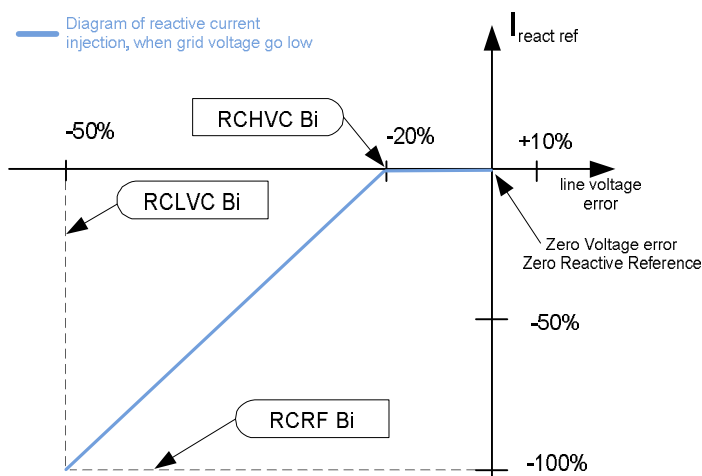 Diagram of reactive current
injection, when grid voltage go low
I react ref
RCHVC Bi
-50%
-20%
+10%
line voltage
error
RCLVC Bi
Zero Voltage error
Zero Reactive Reference
-50%
RCRF Bi
-100%